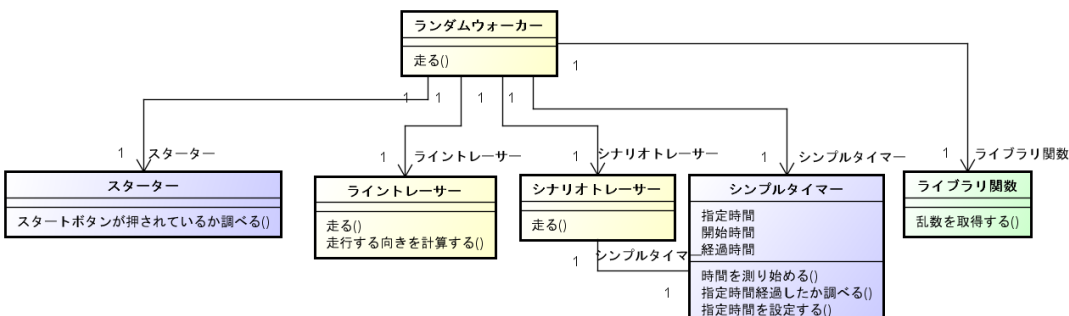 ランダムウォーカー
走る()
1
1
1
1
1
1
スターター
1
ライントレーサー
1
シナリオトレーサー
1
シンプルタイマー
1
ライブラリ関数
スターター
スタートボタンが押されているか調べる()
ライントレーサー
走る()
走行する向きを計算する()
シナリオトレーサー
走る()
1
シンプルタイマー
1
シンプルタイマー
指定時間
開始時間
経過時間
時間を測り始める()
指定時間経過したか調べる()
指定時間を設定する()
ライブラリ関数
乱数を取得する()